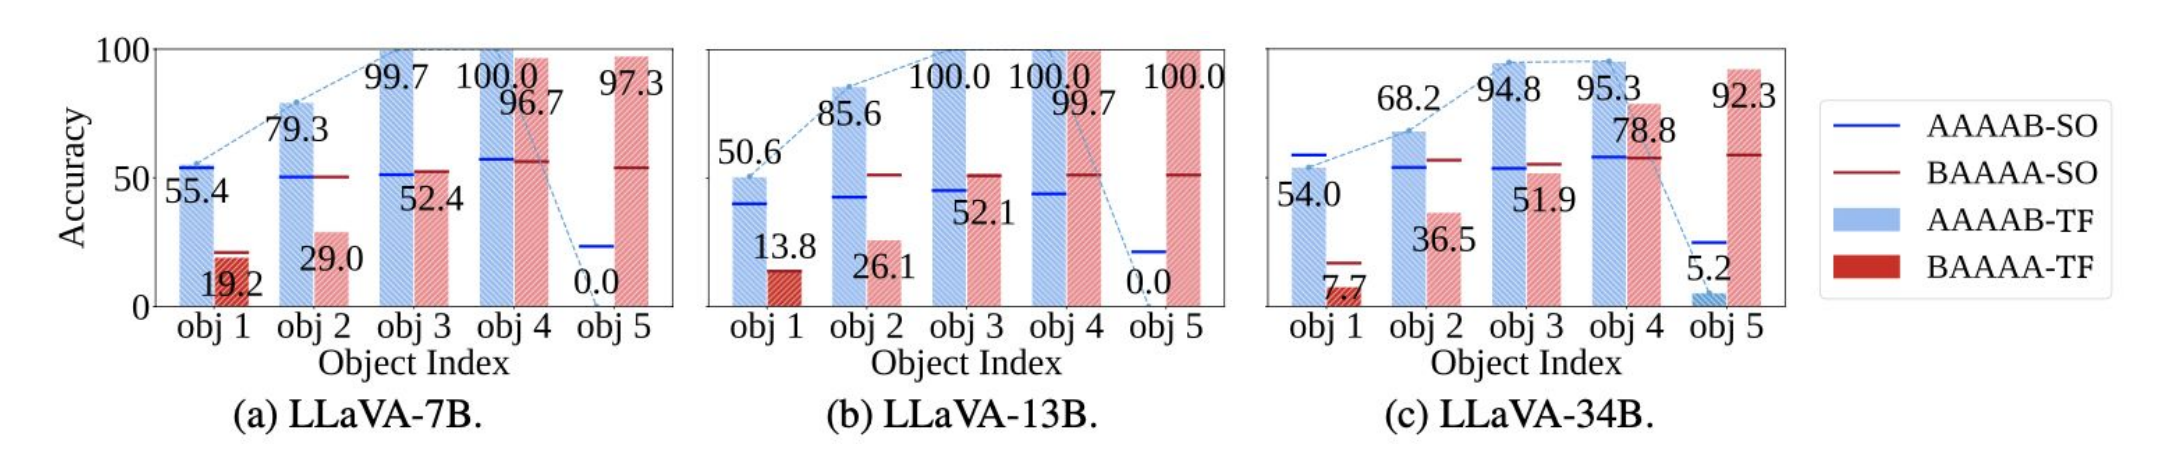 100
50
0
Accuracy
55.4
19.2
79.3
29.0
99.7
52.4
100.0
96.7
0.0
97.3
obj 1 obj 2 obj 3 obj 4 obj 5
Object Index
(a) LLaVA-7B.
50.6
13.8
85.6
26.1
100.0
52.1
100.0
99.7
0.0
100.0
obj 1 obj 2 obj 3 obj 4 obj 5
Object Index
(b) LLaVA-13B.
54.0
7.7
68.2
36.5
94.8
51.9
95.3
78.8
5.2
92.3
obj 1 obj 2 obj 3 obj 4 obj 5
Object Index
(c) LLaVA-34B.
AAAAB-SO
BAAAA-SO
AAAAB-TF
BAAAA-TF